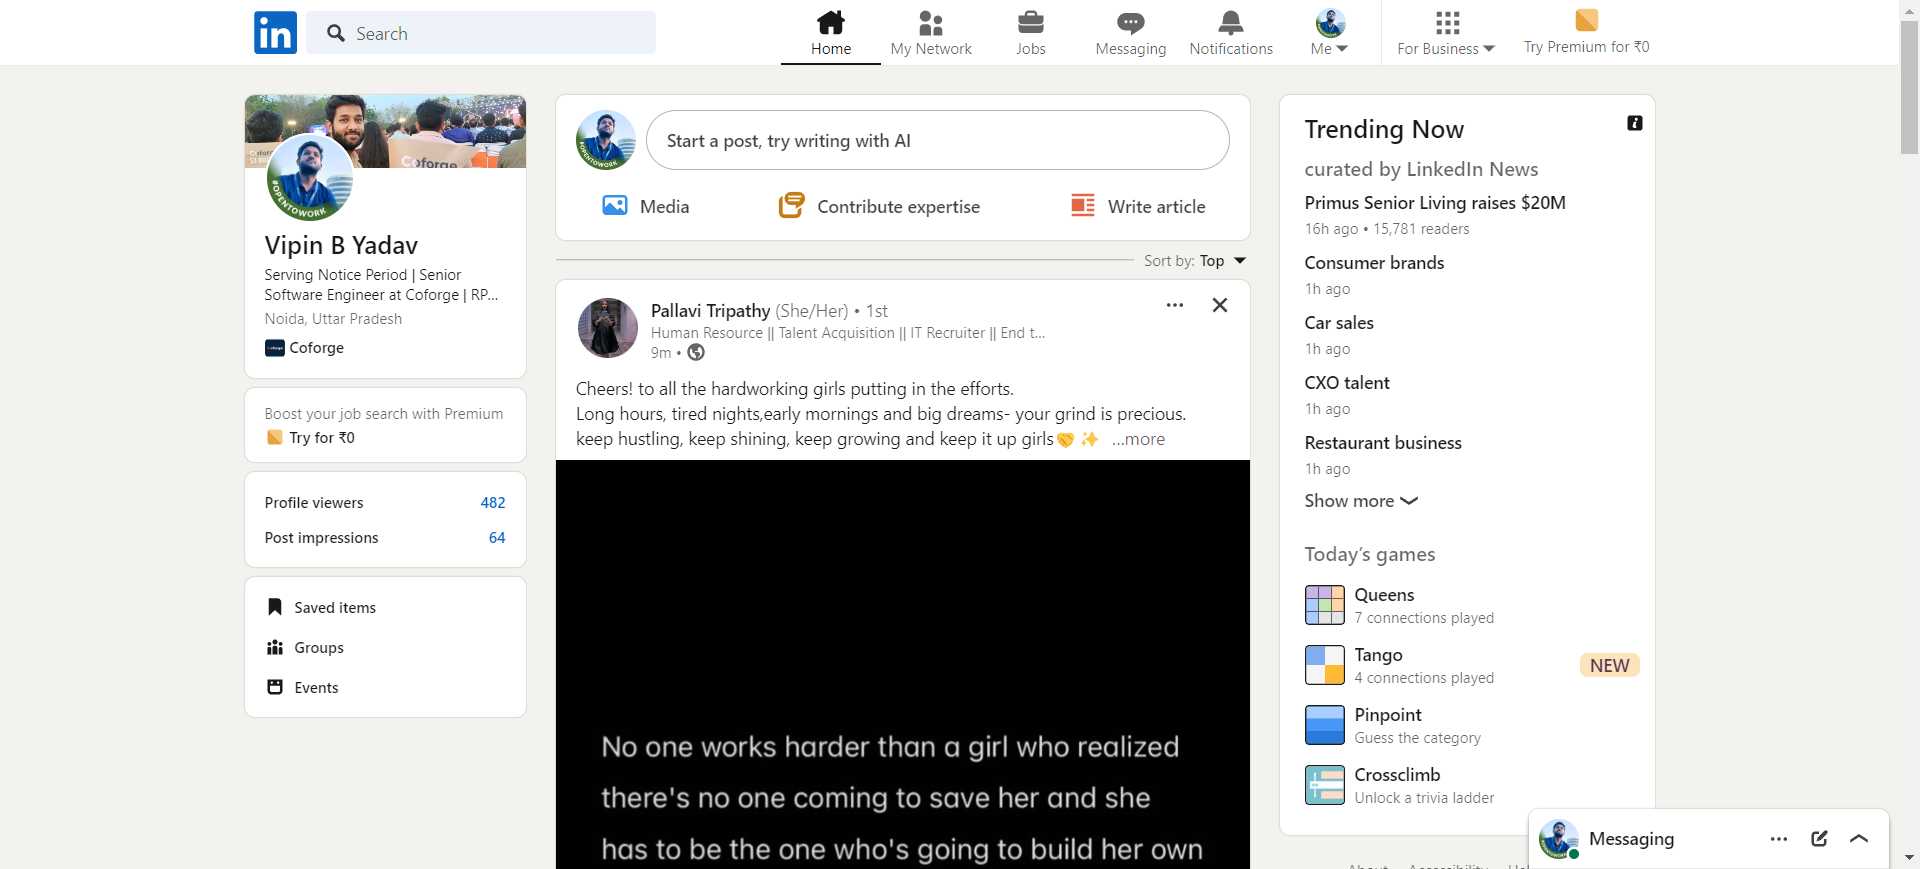 in
Search
Home
My Network
Jobs
Messaging
Notifications
Me
For Business
Try Premium for ₹0
Coforge
#OPENTOWORK
Vipin B Yadav
Serving Notice Period | Senior
Software Engineer at Coforge | RP...
Noida, Uttar Pradesh
Coforge
Boost your job search with Premium
Try for ₹0
Profile viewers 482
Post impressions 64
Saved items
Groups
Events
#OPENTOWORK
Start a post, try writing with AI
Media
Contribute expertise
Write article
Sort by: Top
Pallavi Tripathy (She/Her) • 1st
Human Resource || Talent Acquisition || IT Recruiter || End t...
9m •
Cheers! to all the hardworking girls putting in the efforts.
Long hours, tired nights,early mornings and big dreams- your grind is precious.
keep hustling, keep shining, keep growing and keep it up girls🤝 ✨ ...more
No one works harder than a girl who realized
there's no one coming to save her and she
has to be the one who's going to build her own
Trending Now
curated by LinkedIn News
Primus Senior Living raises $20M
16h ago • 15,781 readers
Consumer brands
1h ago
Car sales
1h ago
CXO talent
1h ago
Restaurant business
1h ago
Show more
Today's games
Queens
7 connections played
Tango
4 connections played
NEW
Pinpoint
Guess the category
Crossclimb
Unlock a trivia ladder
Messaging